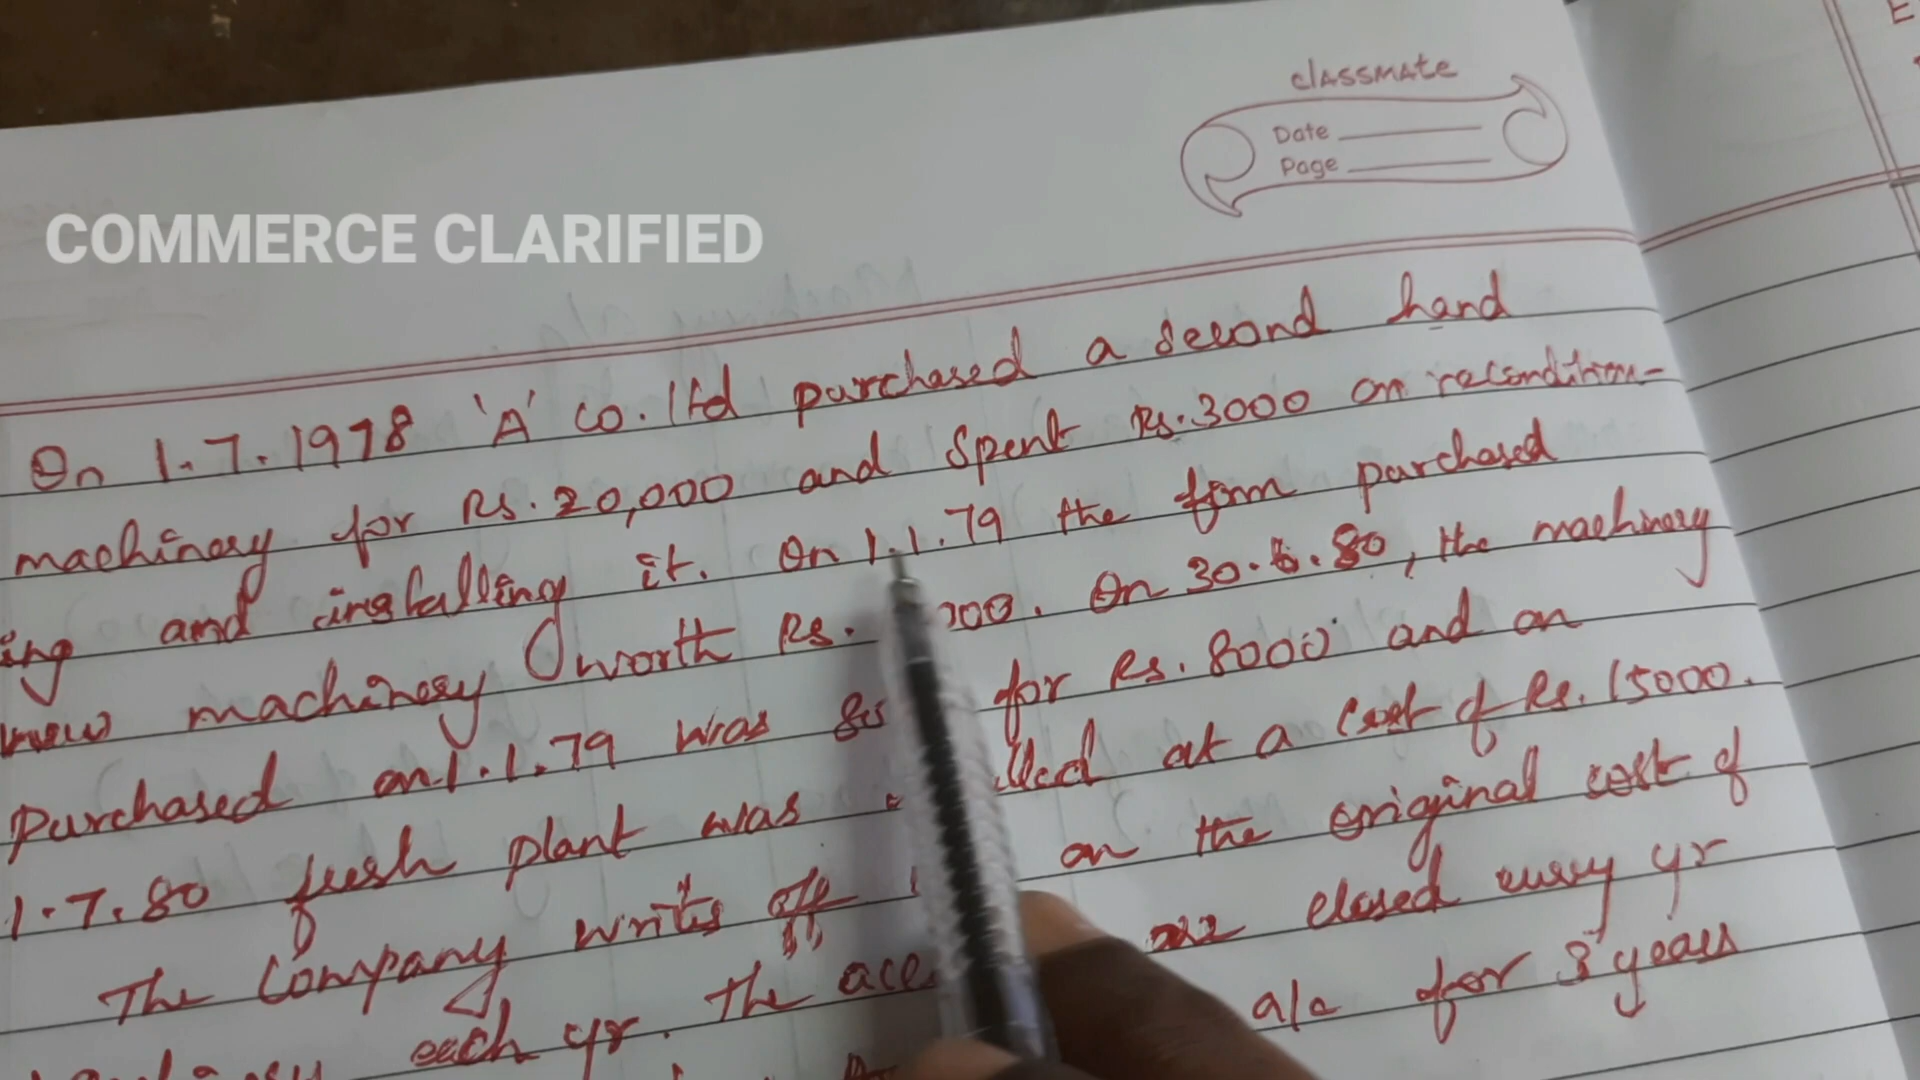 CLASSMATE
Date
Page
COMMERCE CLARIFIED
On 1.7.1978 'A' Co. Ltd purchased a second hand
machinery for Rs. 20,000 and spent Rs.3000 on recondition-
ing and installing it. On 1.1.79 the firm purchased
new machinery worth Rs. 000. On 30.6.80, the machinery
purchased on 1.1.79 was for Rs. 8000 and on
1.7.80 fresh plant was at a cost of Rs. 15000.
The Company writes off on the original cost of
each yr. The are closed every yr
a/c for 3 years